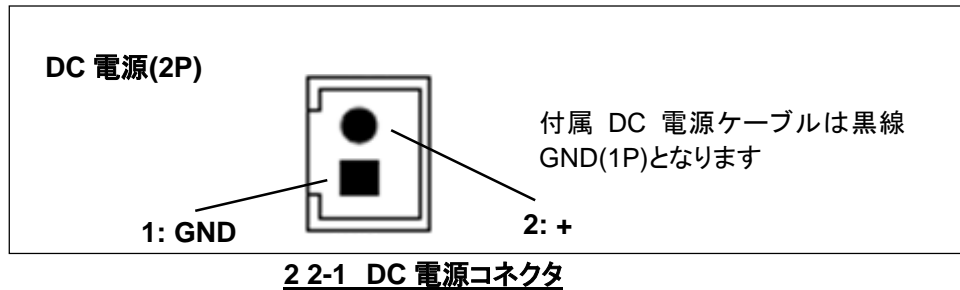 DC 電源(2P)
付属 DC 電源ケーブルは黒線
GND(1P)となります
1: GND
2: +
2 2-1 DC 電源コネクタ